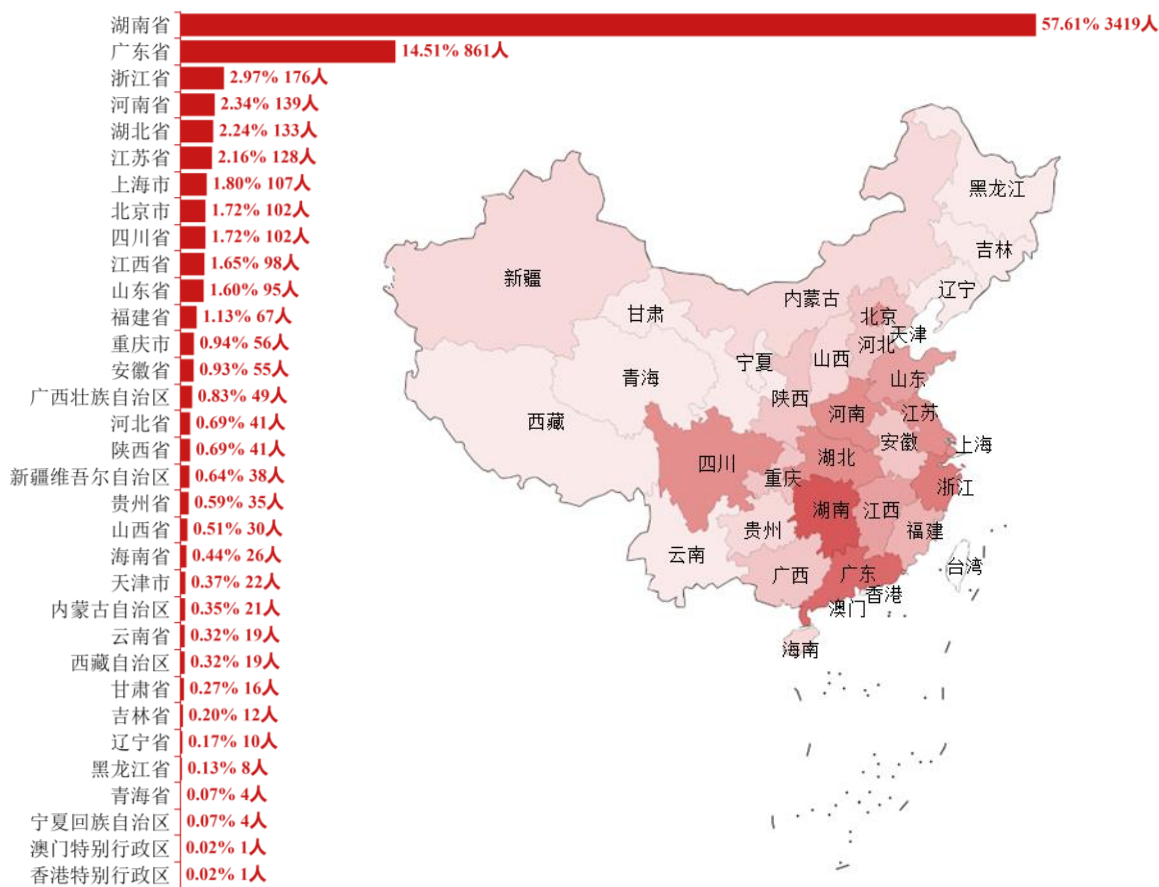 湖南省 57.61% 3419人
广东省 14.51% 861人
浙江省 2.97% 176人
河南省 2.34% 139人
湖北省 2.24% 133人
江苏省 2.16% 128人
上海市 1.80% 107人
北京市 1.72% 102人
四川省 1.72% 102人
江西省 1.65% 98人
山东省 1.60% 95人
福建省 1.13% 67人
重庆市 0.94% 56人
安徽省 0.93% 55人
广西壮族自治区 0.83% 49人
河北省 0.69% 41人
陕西省 0.69% 41人
新疆维吾尔自治区 0.64% 38人
贵州省 0.59% 35人
山西省 0.51% 30人
海南省 0.44% 26人
天津市 0.37% 22人
内蒙古自治区 0.35% 21人
云南省 0.32% 19人
西藏自治区 0.32% 19人
甘肃省 0.27% 16人
吉林省 0.20% 12人
辽宁省 0.17% 10人
黑龙江省 0.13% 8人
青海省 0.07% 4人
宁夏回族自治区 0.07% 4人
澳门特别行政区 0.02% 1人
香港特别行政区 0.02% 1人
黑龙江
吉林
新疆
辽宁
内蒙古
甘肃
北京
天津
河北
山西
宁夏
青海
山东
陕西
河南
江苏
西藏
安徽
上海
四川
湖北
重庆
浙江
湖南
江西
贵州
福建
云南
台湾
广西
广东
香港
澳门
海南